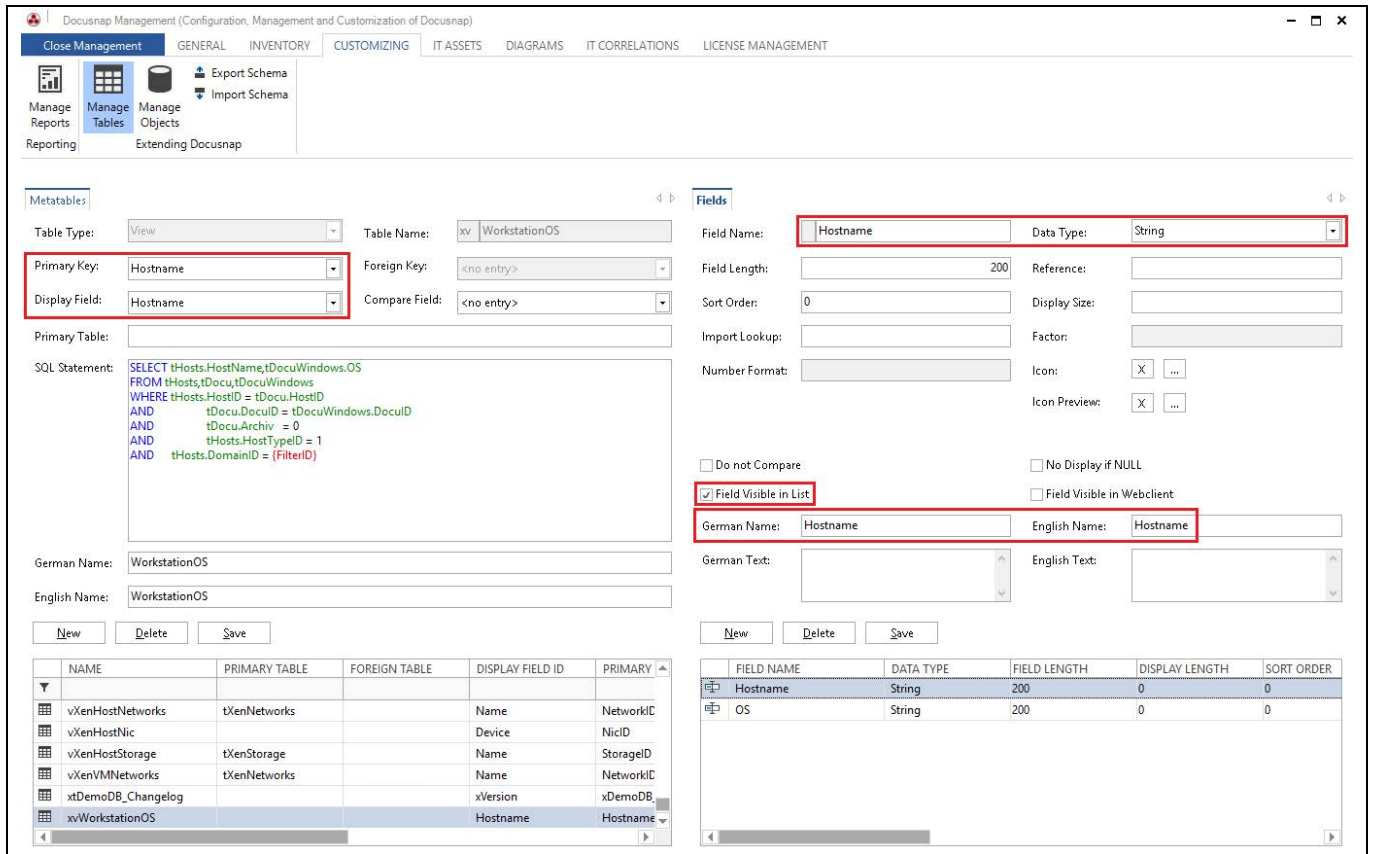 Docusnap Management (Configuration, Management and Customization of Docusnap)
Close Management GENERAL INVENTORY CUSTOMIZING IT ASSETS DIAGRAMS IT CORRELATIONS LICENSE MANAGEMENT
Export Schema
Import Schema
Manage Reports
Manage Tables
Manage Objects
Reporting Extending Docusnap
Metatables
Table Type: View Table Name: xv WorkstationOS
Primary Key: Hostname Foreign Key: <no entry>
Display Field: Hostname Compare Field: <no entry>
Primary Table:
SQL Statement: SELECT tHosts.HostName,tDocuWindows.OS
FROM tHosts,tDocu,tDocuWindows
WHERE tHosts.HostID = tDocu.HostID
AND tDocu.DocuID = tDocuWindows.DocuID
AND tDocu.Archiv = 0
AND tHosts.HostTypeID = 1
AND tHosts.DomainID = {FilterID}
German Name: WorkstationOS
English Name: WorkstationOS
New Delete Save
NAME PRIMARY TABLE FOREIGN TABLE DISPLAY FIELD ID PRIMARY
vXenHostNetworks tXenNetworks Name NetworkID
vXenHostNic Device NicID
vXenHostStorage tXenStorage Name StorageID
vXenVMNetworks tXenNetworks Name NetworkID
xtDemoDB_Changelog xVersion xDemoDB_
xvWorkstationOS Hostname Hostname
Fields
Field Name: Hostname Data Type: String
Field Length: 200 Reference:
Sort Order: 0 Display Size:
Import Lookup: Factor:
Number Format: Icon: X ...
Icon Preview: X ...
Do not Compare No Display if NULL
Field Visible in List Field Visible in Webclient
German Name: Hostname English Name: Hostname
German Text: English Text:
New Delete Save
FIELD NAME DATA TYPE FIELD LENGTH DISPLAY LENGTH SORT ORDER
Hostname String 200 0 0
OS String 200 0 0